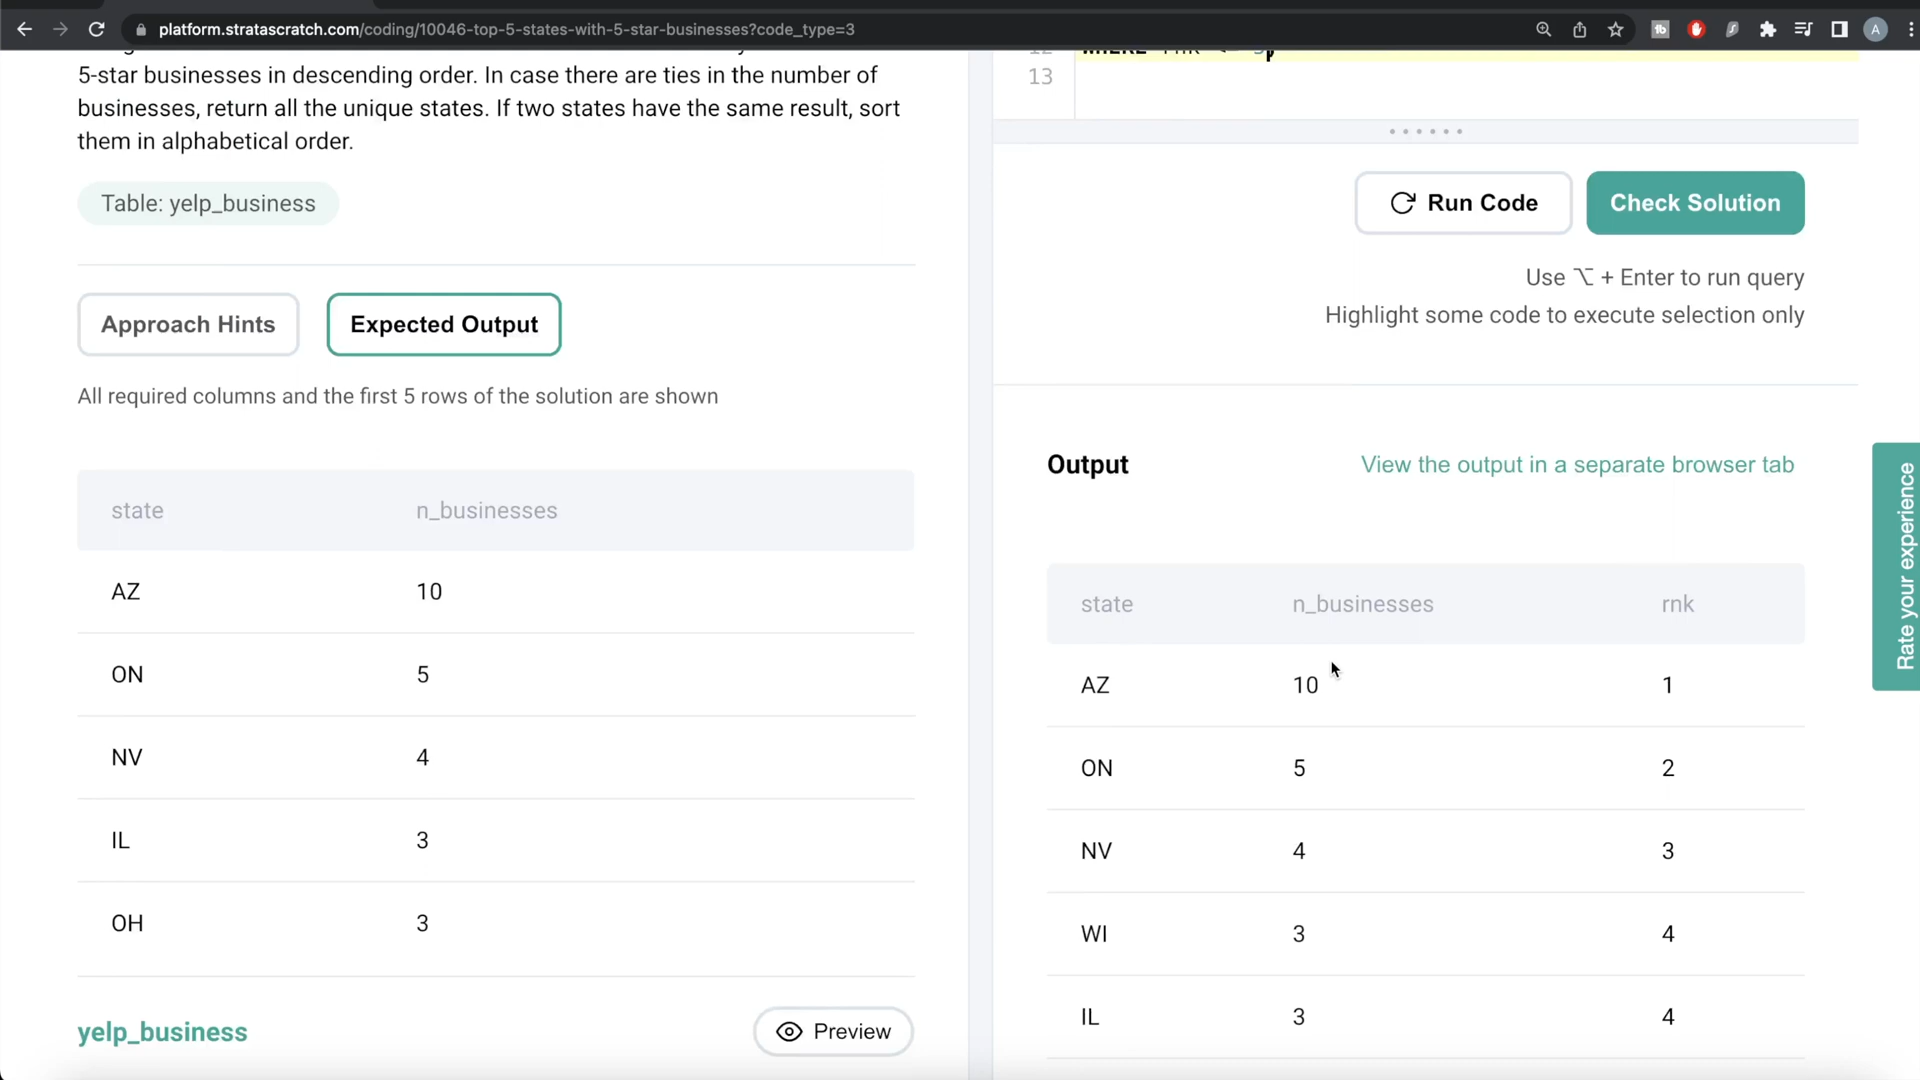 platform.stratascratch.com/coding/10046-top-5-states-with-5-star-businesses?code_type=3
A
5-star businesses in descending order. In case there are ties in the number of
businesses, return all the unique states. If two states have the same result, sort
them in alphabetical order.
Table: yelp_business
Approach Hints
Expected Output
All required columns and the first 5 rows of the solution are shown
state n_businesses
AZ 10
ON 5
NV 4
IL 3
OH 3
yelp_business
Preview
13
Run Code
Check Solution
Use ⌥ + Enter to run query
Highlight some code to execute selection only
Output
View the output in a separate browser tab
state n_businesses rnk
AZ 10 1
ON 5 2
NV 4 3
WI 3 4
IL 3 4
Rate your experience